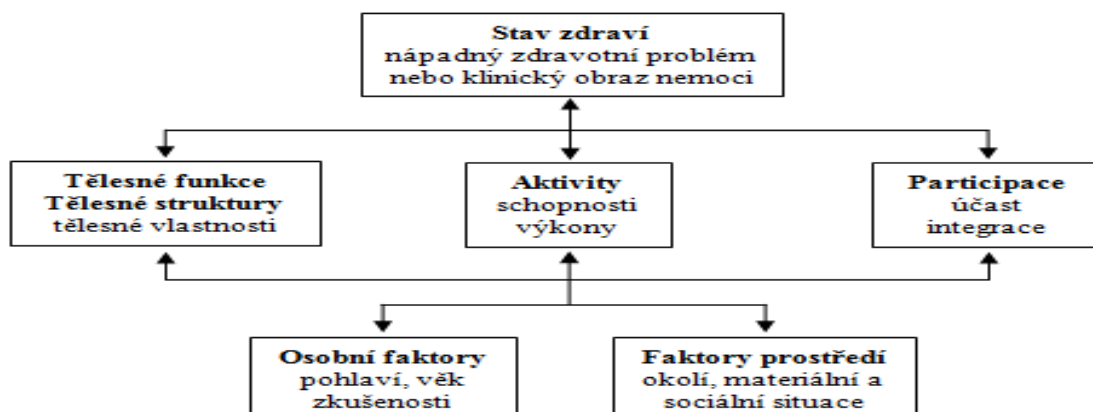 Stav zdraví
nápadný zdravotní problém
nebo klinický obraz nemoci
Tělesné funkce
Tělesné struktury
tělesné vlastnosti
Aktivity
schopnosti
výkony
Participace
účast
integrace
Osobní faktory
pohlaví, věk
zkušenosti
Faktory prostředí
okolí, materiální a
sociální situace